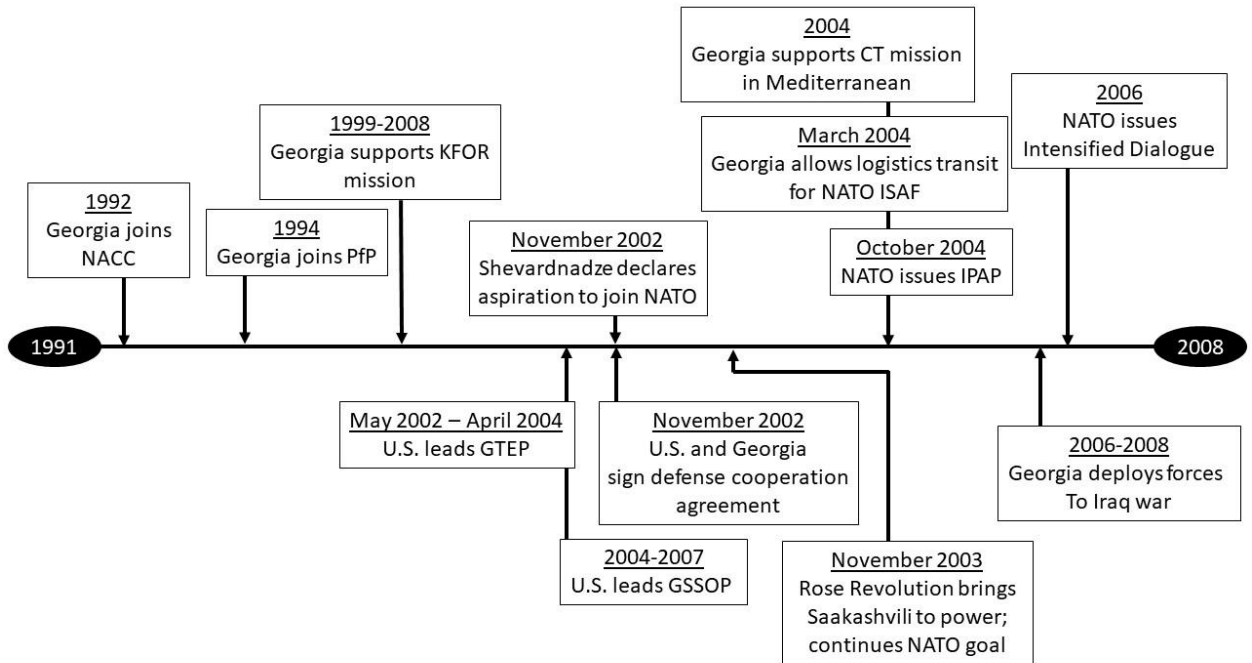 2004
Georgia supports CT mission
in Mediterranean
2006
NATO issues
Intensified Dialogue
1999-2008
Georgia supports KFOR
mission
March 2004
Georgia allows logistics transit
for NATO ISAF
1992
Georgia joins
NACC
1994
Georgia joins PfP
November 2002
Shevardnadze declares
aspiration to join NATO
October 2004
NATO issues IPAP
1991
2008
May 2002 – April 2004
U.S. leads GTEP
November 2002
U.S. and Georgia
sign defense cooperation
agreement
2006-2008
Georgia deploys forces
To Iraq war
2004-2007
U.S. leads GSSOP
November 2003
Rose Revolution brings
Saakashvili to power;
continues NATO goal